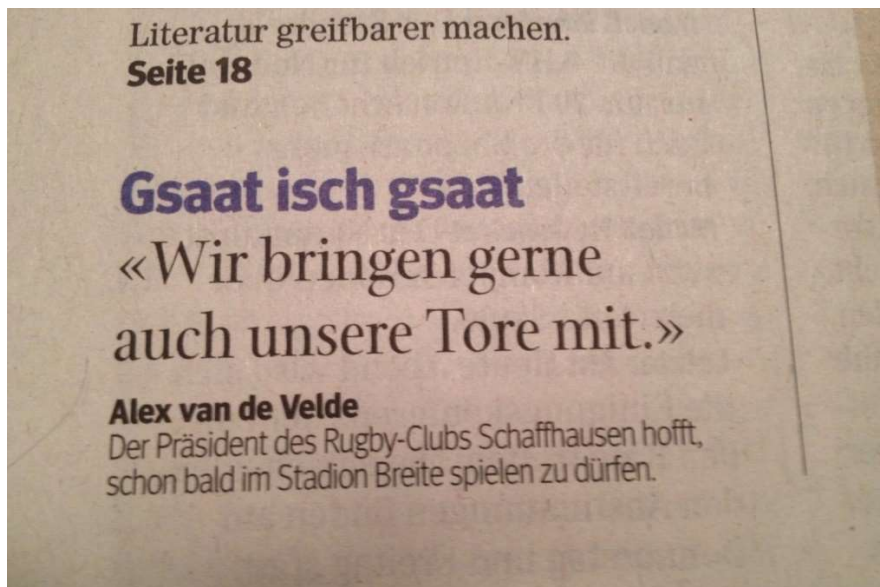 Literatur greifbarer machen.
Seite 18
Gsaat isch gsaat
«Wir bringen gerne
auch unsere Tore mit.»
Alex van de Velde
Der Präsident des Rugby-Clubs Schaffhausen hofft,
schon bald im Stadion Breite spielen zu dürfen.